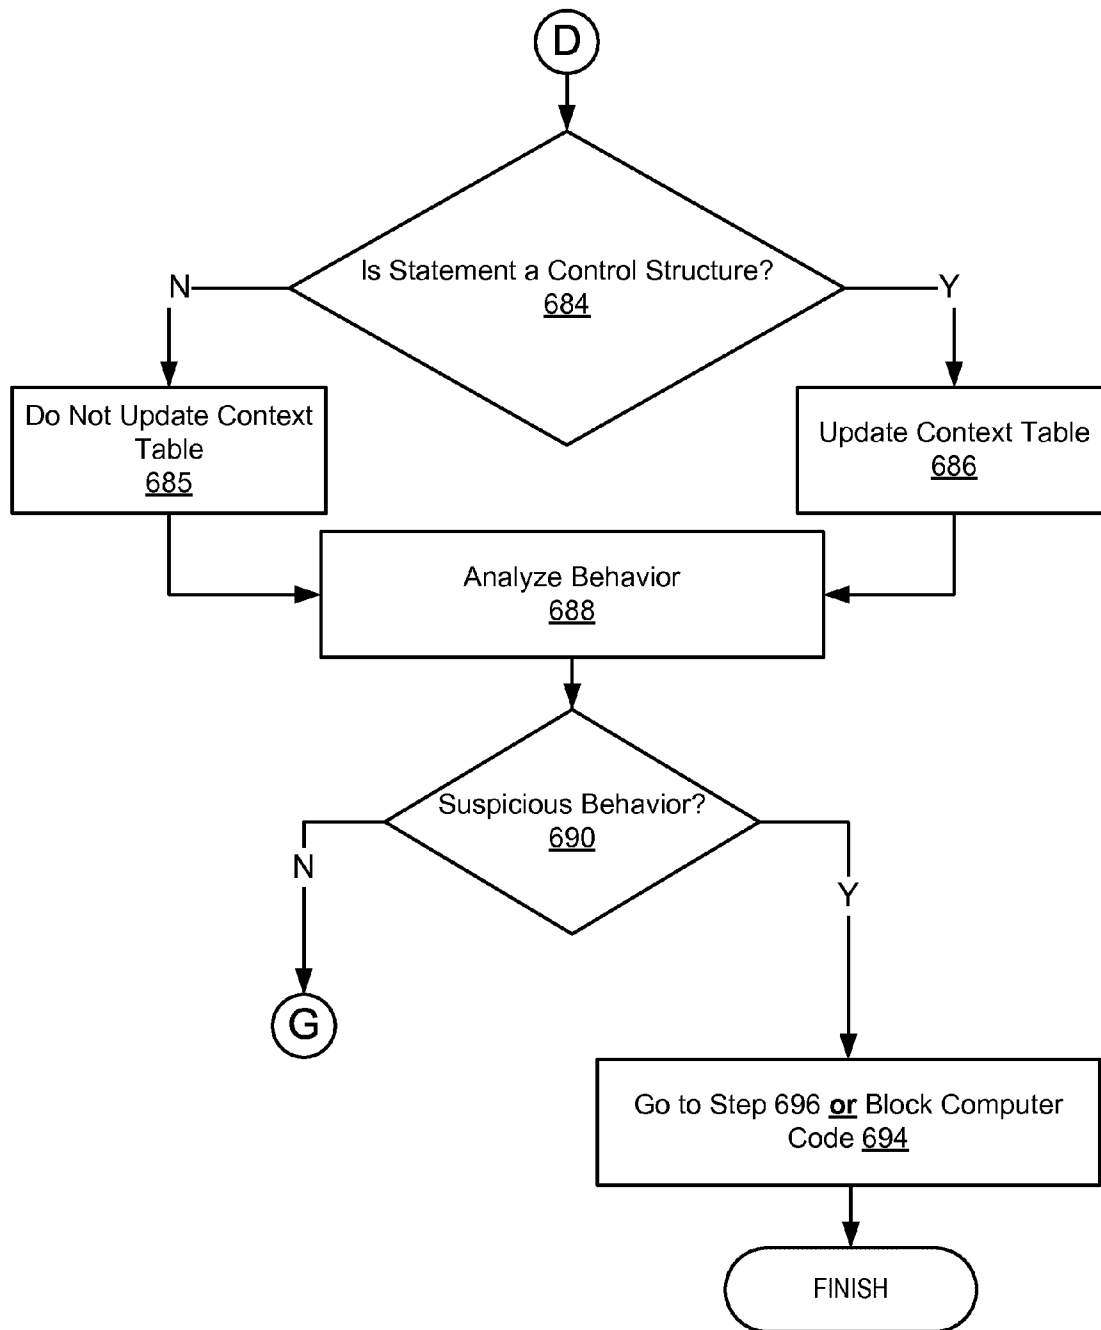 D
Is Statement a Control Structure?
684
N
Y
Do Not Update Context
Table
685
Update Context Table
686
Analyze Behavior
688
Suspicious Behavior?
690
N
Y
G
Go to Step 696 or Block Computer
Code 694
FINISH